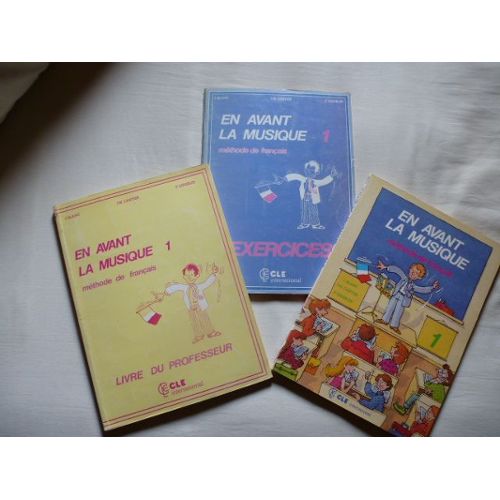 EN AVANT
LA MUSIQUE 1
méthode de français
EXERCICES
CLE
international
EN AVANT
LA MUSIQUE 1
méthode de français
LIVRE DU PROFESSEUR
CLE
international
EN AVANT
LA MUSIQUE
1
CLE
international